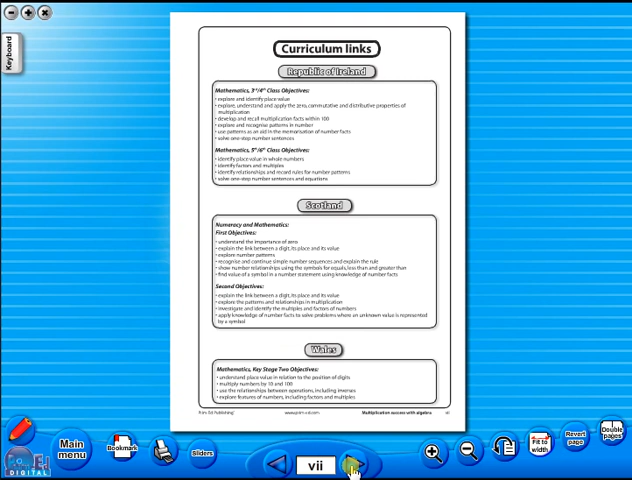 Keyboard
Curriculum links
Republic of Ireland
Mathematics, 3rd/4th Class Objectives:
• explore and identify place value
• explore, understand and apply the zero, commutative and distributive properties of
multiplication
• develop and recall multiplication facts within 100
• explore and recognise patterns in number
• use patterns as an aid in the memorisation of number facts
• solve one-step number sentences
Mathematics, 5th/6th Class Objectives:
• identify place value in whole numbers
• identify factors and multiples
• identify relationships and record rules for number patterns
• solve one-step number sentences and equations
Scotland
Numeracy and Mathematics:
First Objectives:
• understand the importance of zero
• explain the link between a digit, its place and its value
• explore number patterns
• recognise and continue simple number sequences and explain the rule
• show number relationships using the symbols for equals, less than and greater than
• find value of a symbol in a number statement using knowledge of number facts
Second Objectives:
• explain the link between a digit, its place and its value
• explore the patterns and relationships in multiplication
• investigate and identify the multiples and factors of numbers
• apply knowledge of number facts to solve problems where an unknown value is represented
by a symbol
Wales
Mathematics, Key Stage Two Objectives:
• understand place value in relation to the position of digits
• multiply numbers by 10 and 100
• use the relationships between operations, including inverses
• explore features of numbers, including factors and multiples
Prim-Ed Publishing® www.prim-ed.com Multiplication success with algebra vii
Main
menu
Bookmark
Sliders
vii
Fit to
width
Revert
page
Double
pages
DIGITAL